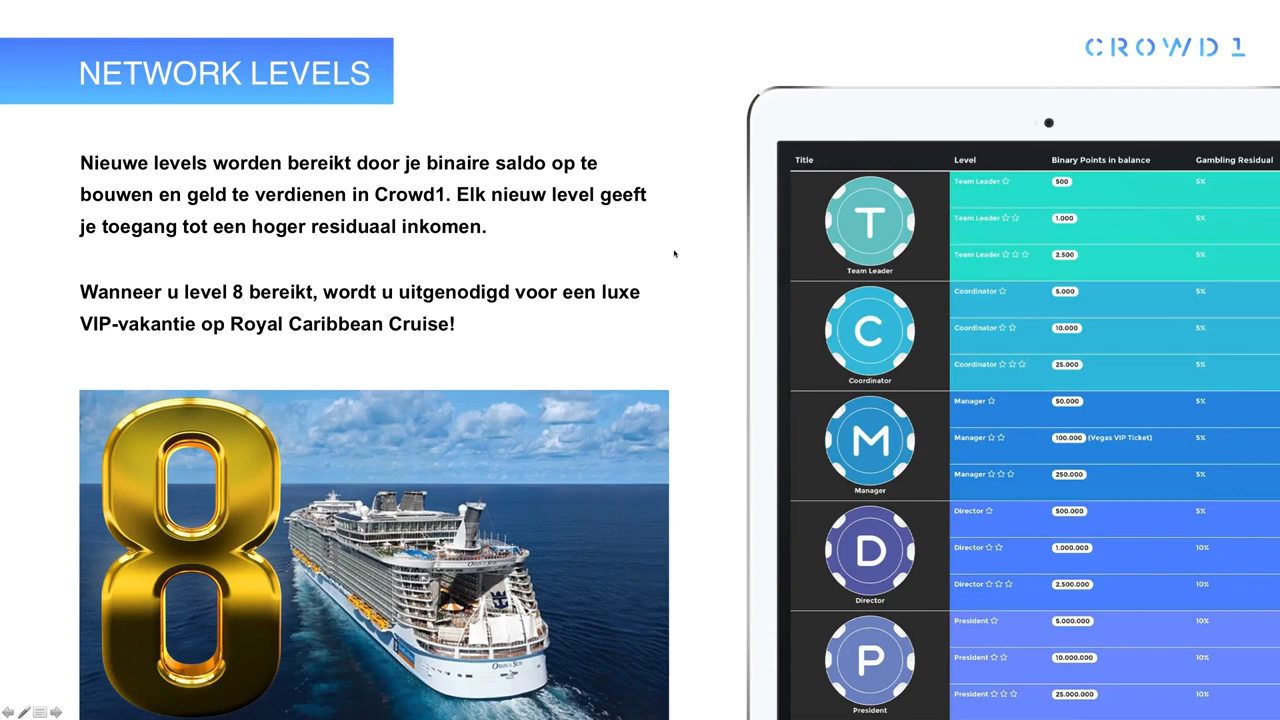 NETWORK LEVELS
CROWD1
Nieuwe levels worden bereikt door je binaire saldo op te
bouwen en geld te verdienen in Crowd1. Elk nieuw level geeft
je toegang tot een hoger residuaal inkomen.
Wanneer u level 8 bereikt, wordt u uitgenodigd voor een luxe
VIP-vakantie op Royal Caribbean Cruise!
8
Title Level Binary Points in balance Gambling Residual
T
Team Leader
Team Leader 500 5%
Team Leader 1.000 5%
Team Leader 2.500 5%
C
Coordinator
Coordinator 5.000 5%
Coordinator 10.000 5%
Coordinator 25.000 5%
M
Manager
Manager 50.000 5%
Manager 100.000 (Vegas VIP Ticket) 5%
Manager 250.000 5%
D
Director
Director 500.000 5%
Director 1.000.000 10%
Director 2.500.000 10%
P
President
President 5.000.000 10%
President 10.000.000 10%
President 25.000.000 10%